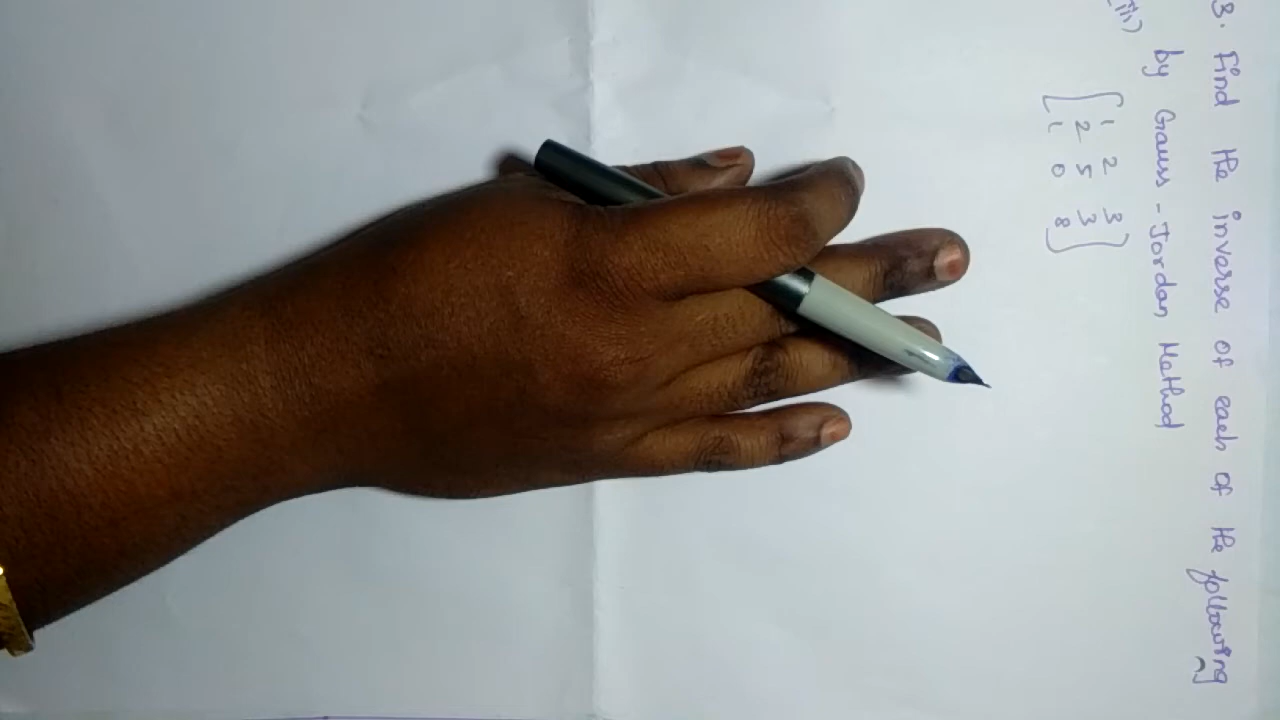 3. Find the inverse of each of the following
by Gauss - Jordan Method
iii)
1 2 3
2 5 3
1 0 8